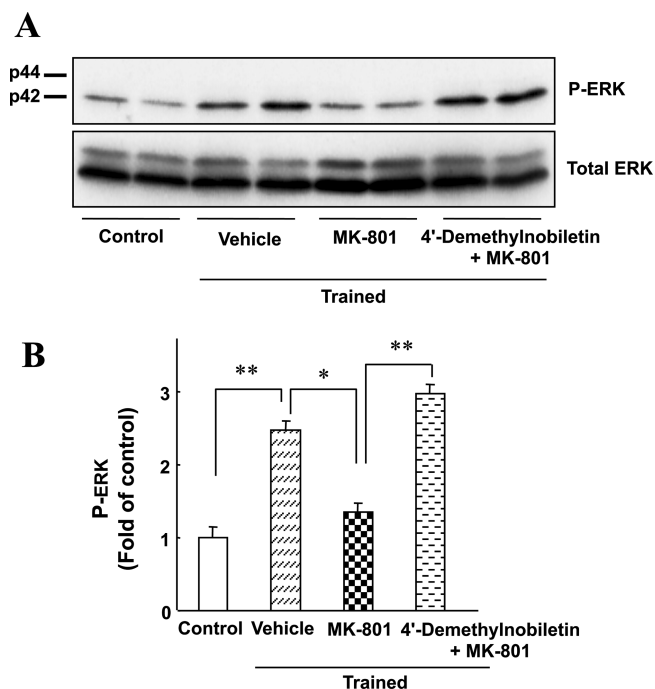 A
p44
p42
P-ERK
Total ERK
Control
Vehicle
MK-801
4'-Demethylnobiletin
+ MK-801
Trained
B
P-ERK
(Fold of control)
3
2
1
0
**
*
**
Control
Vehicle
MK-801
4'-Demethylnobiletin
+ MK-801
Trained